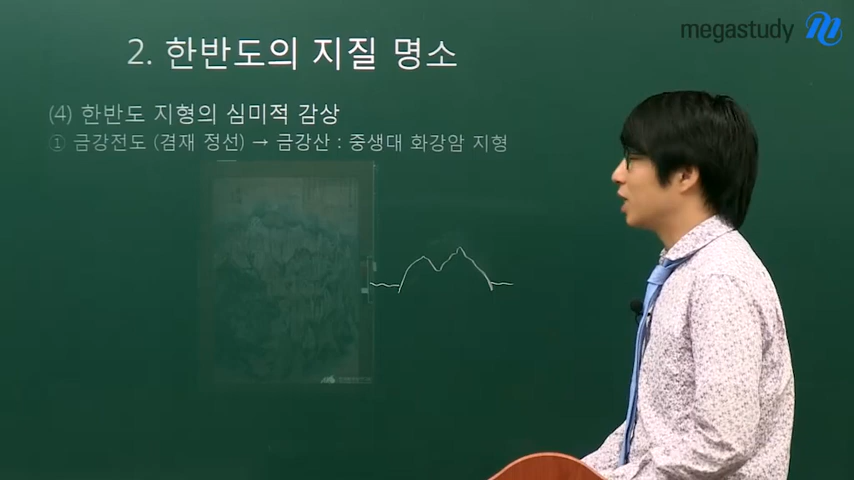 megastudy
2. 한반도의 지질 명소
(4) 한반도 지형의 심미적 감상
① 금강전도 (겸재 정선) → 금강산 : 중생대 화강암 지형